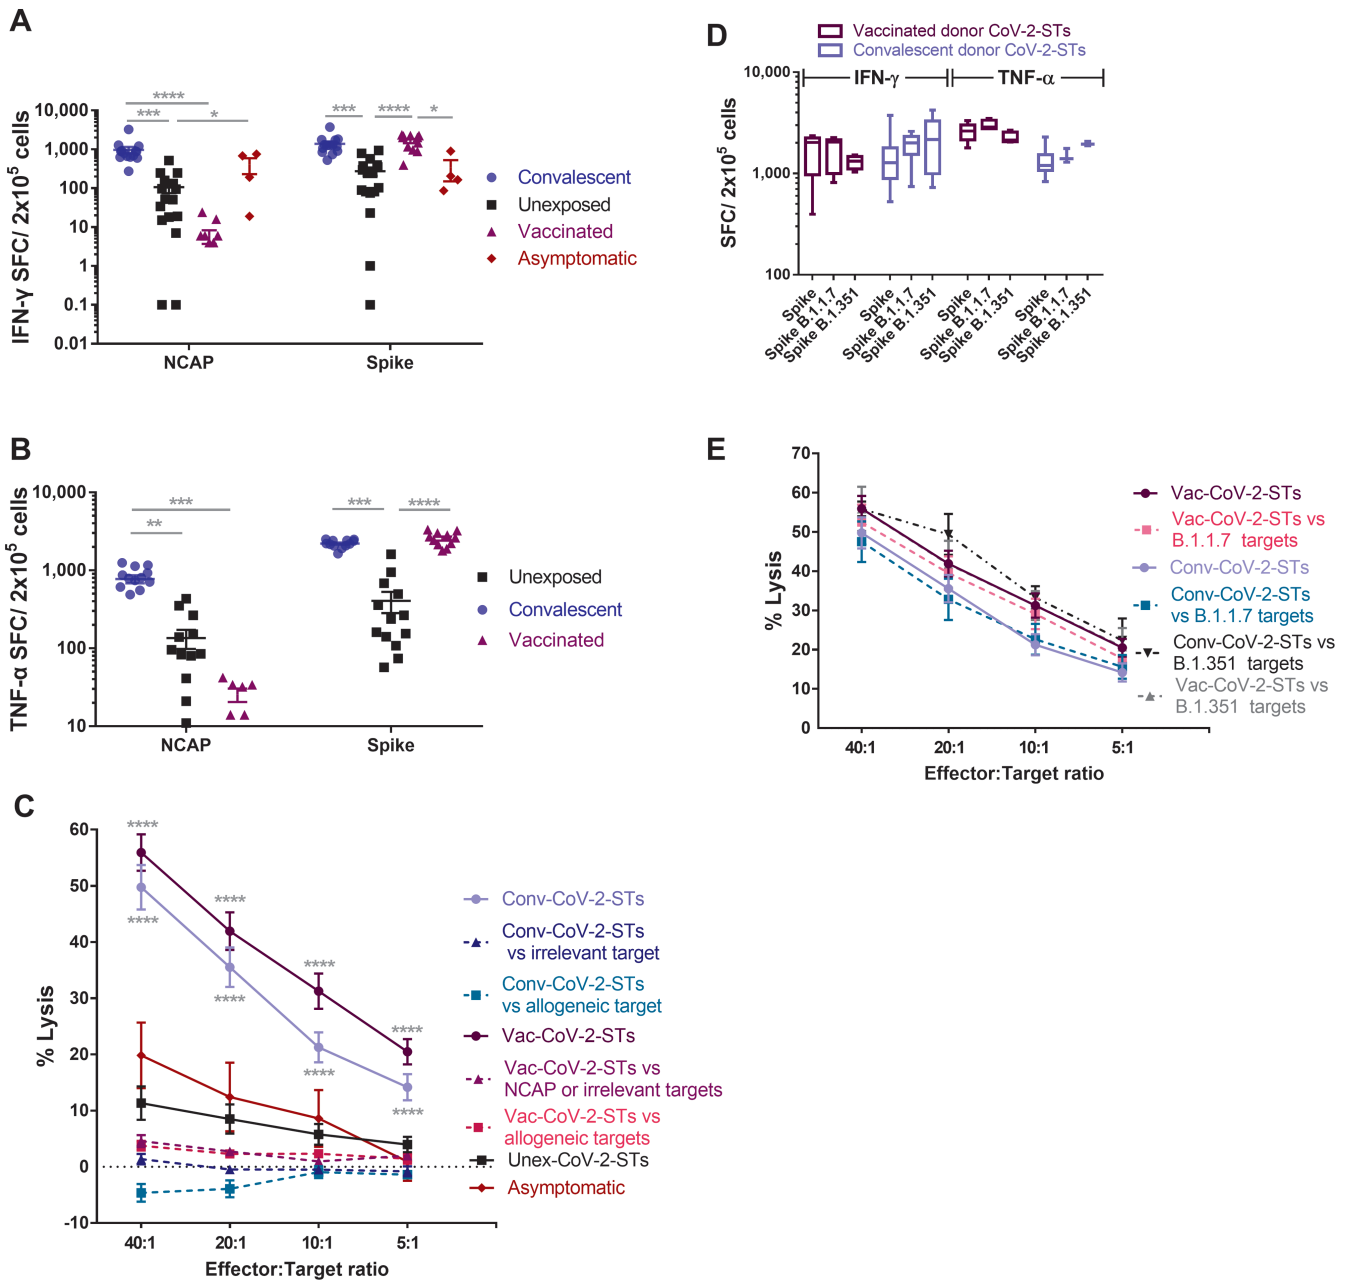 A
IFN-γ SFC/ 2x10⁵ cells
10,000
1,000
100
10
1
0.1
0.01
****
***
*
***
****
*
NCAP
Spike
Convalescent
Unexposed
Vaccinated
Asymptomatic
B
TNF-α SFC/ 2x10⁵ cells
10,000
1,000
100
10
***
**
***
****
NCAP
Spike
Unexposed
Convalescent
Vaccinated
C
% Lysis
60
50
40
30
20
10
0
-10
****
****
****
****
****
****
****
****
40:1
20:1
10:1
5:1
Effector:Target ratio
Conv-CoV-2-STs
Conv-CoV-2-STs
vs irrelevant target
Conv-CoV-2-STs
vs allogeneic target
Vac-CoV-2-STs
Vac-CoV-2-STs vs
NCAP or irrelevant targets
Vac-CoV-2-STs vs
allogeneic targets
Unex-CoV-2-STs
Asymptomatic
D
Vaccinated donor CoV-2-STs
Convalescent donor CoV-2-STs
SFC/ 2x10⁵ cells
10,000
1,000
100
IFN-γ
TNF-α
Spike
Spike B.1.1.7
Spike B.1.351
Spike
Spike B.1.1.7
Spike B.1.351
Spike
Spike B.1.1.7
Spike B.1.351
Spike
Spike B.1.1.7
Spike B.1.351
E
% Lysis
70
60
50
40
30
20
10
0
40:1
20:1
10:1
5:1
Effector:Target ratio
Vac-CoV-2-STs
Vac-CoV-2-STs vs
B.1.1.7 targets
Conv-CoV-2-STs
Conv-CoV-2-STs
vs B.1.1.7 targets
Conv-CoV-2-STs vs
B.1.351 targets
Vac-CoV-2-STs vs
B.1.351 targets